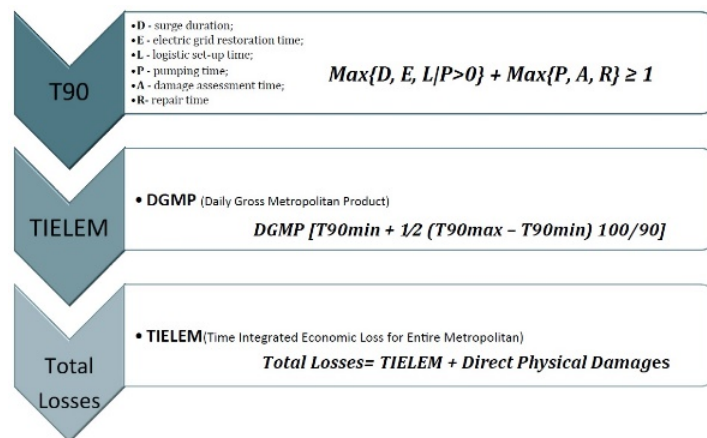 T90
•D - surge duration;
•E - electric grid restoration time;
•L - logistic set-up time;
•P - pumping time;
•A - damage assessment time;
•R- repair time
Max{D, E, L|P>0} + Max{P, A, R} ≥ 1
TIELEM
• DGMP (Daily Gross Metropolitan Product)
DGMP [T90min + 1/2 (T90max – T90min) 100/90]
Total
Losses
• TIELEM(Time Integrated Economic Loss for Entire Metropolitan)
Total Losses= TIELEM + Direct Physical Damages